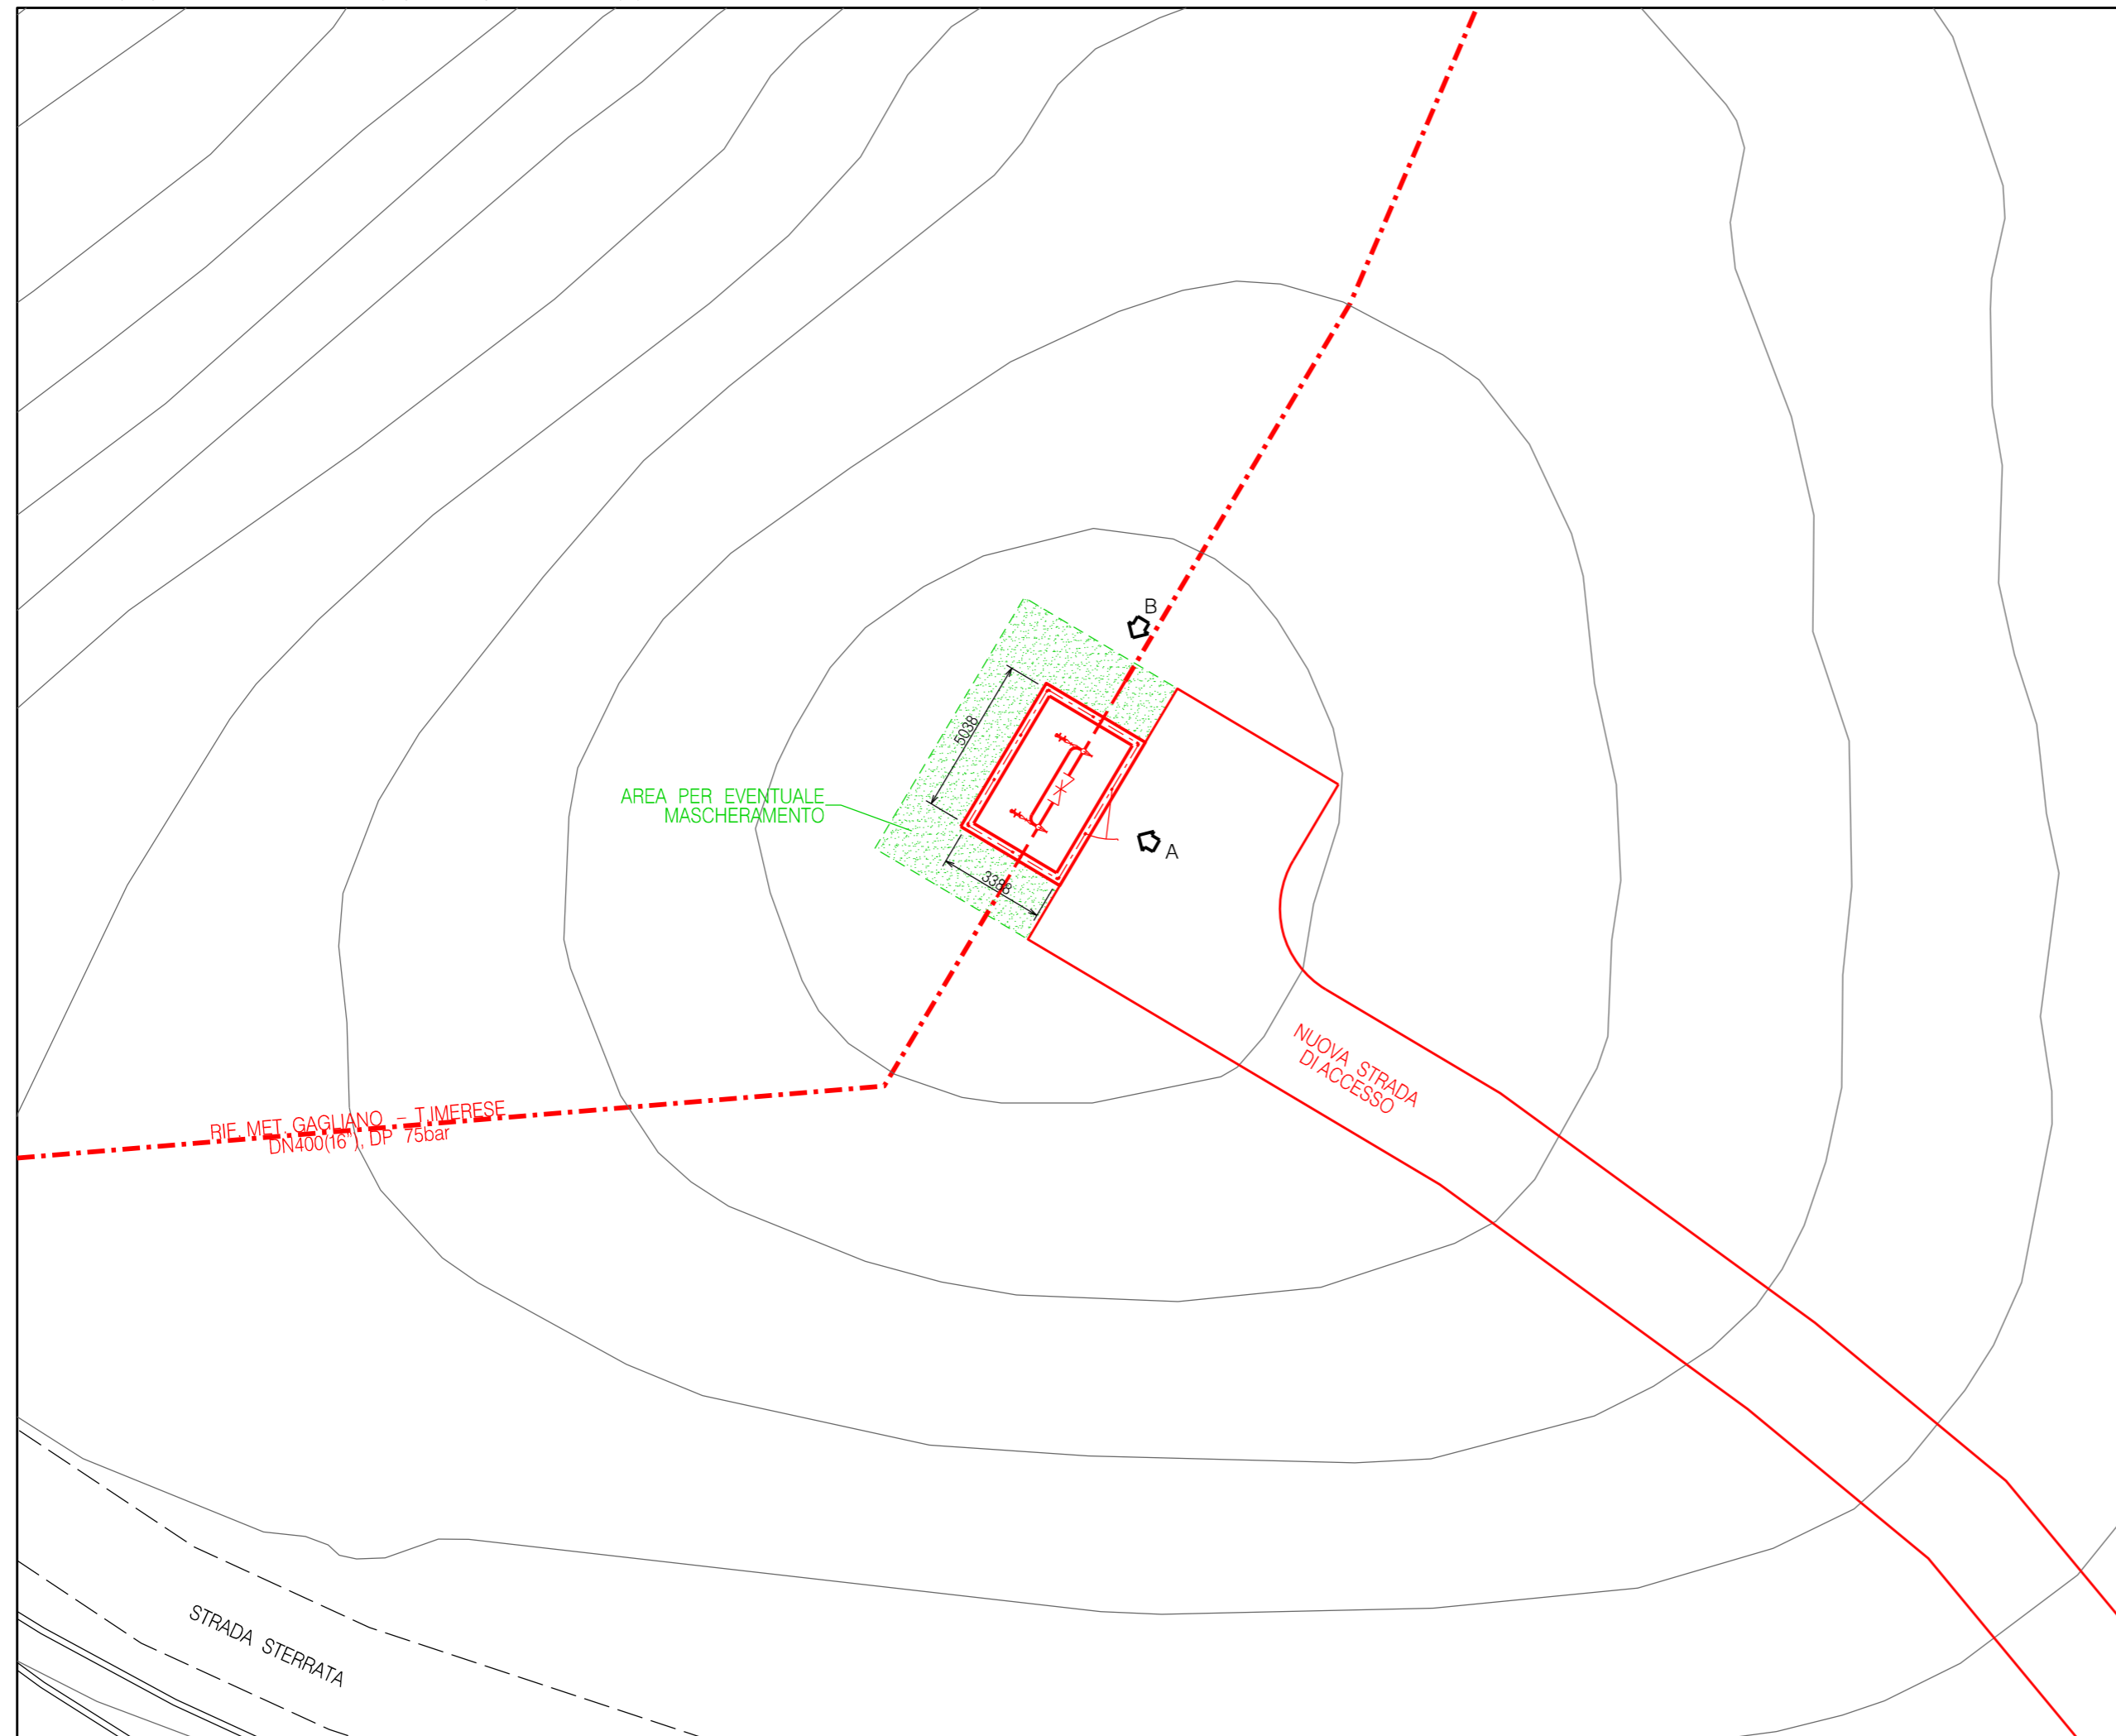 B
5038
AREA PER EVENTUALE
MASCHERAMENTO
A
3388
NUOVA STRADA
DI ACCESSO
RIF. MET. GAGLIANO - T.IMERESE
DN400(16"), DP 75bar
STRADA STERRATA